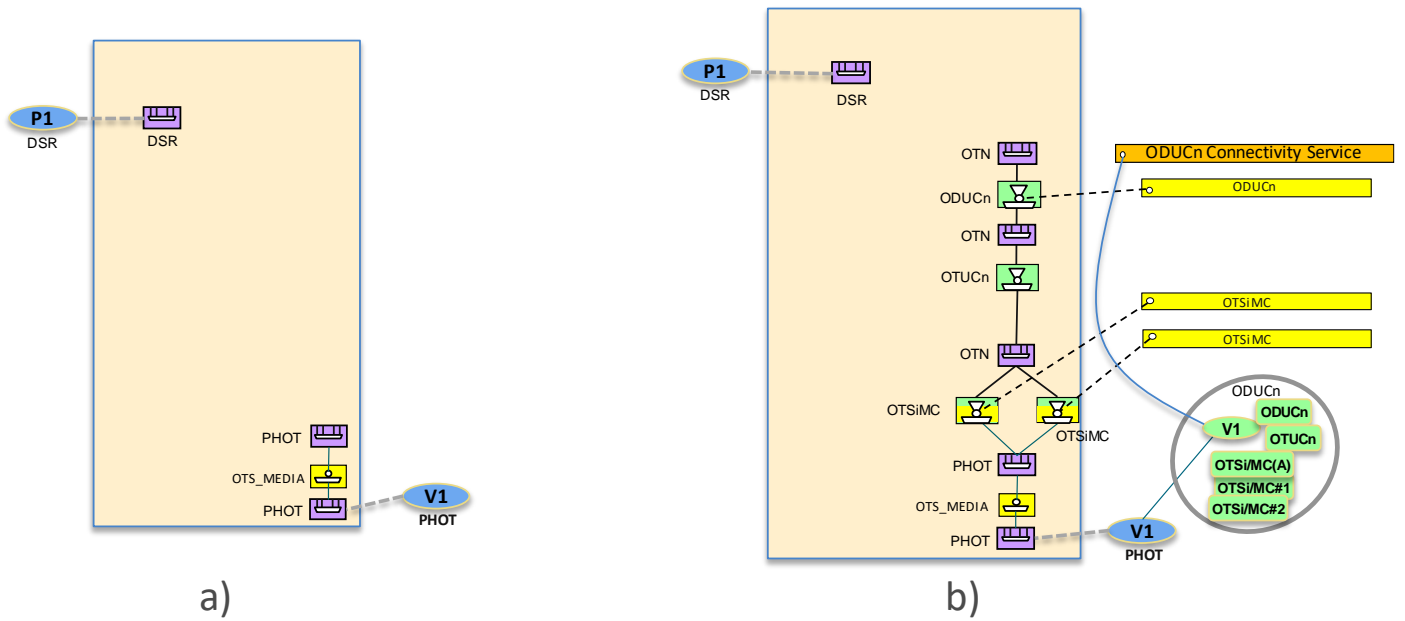 P1
DSR
DSR
PHOT
OTS_MEDIA
PHOT
V1
PHOT
a)
P1
DSR
DSR
OTN
ODUCn
OTN
OTUCn
OTN
OTSiMC
OTSiMC
PHOT
OTS_MEDIA
PHOT
ODUCn Connectivity Service
ODUCn
OTSiMC
OTSiMC
ODUCn
V1
ODUCn
OTUCn
OTSi/MC(A)
OTSi/MC#1
OTSi/MC#2
V1
PHOT
b)